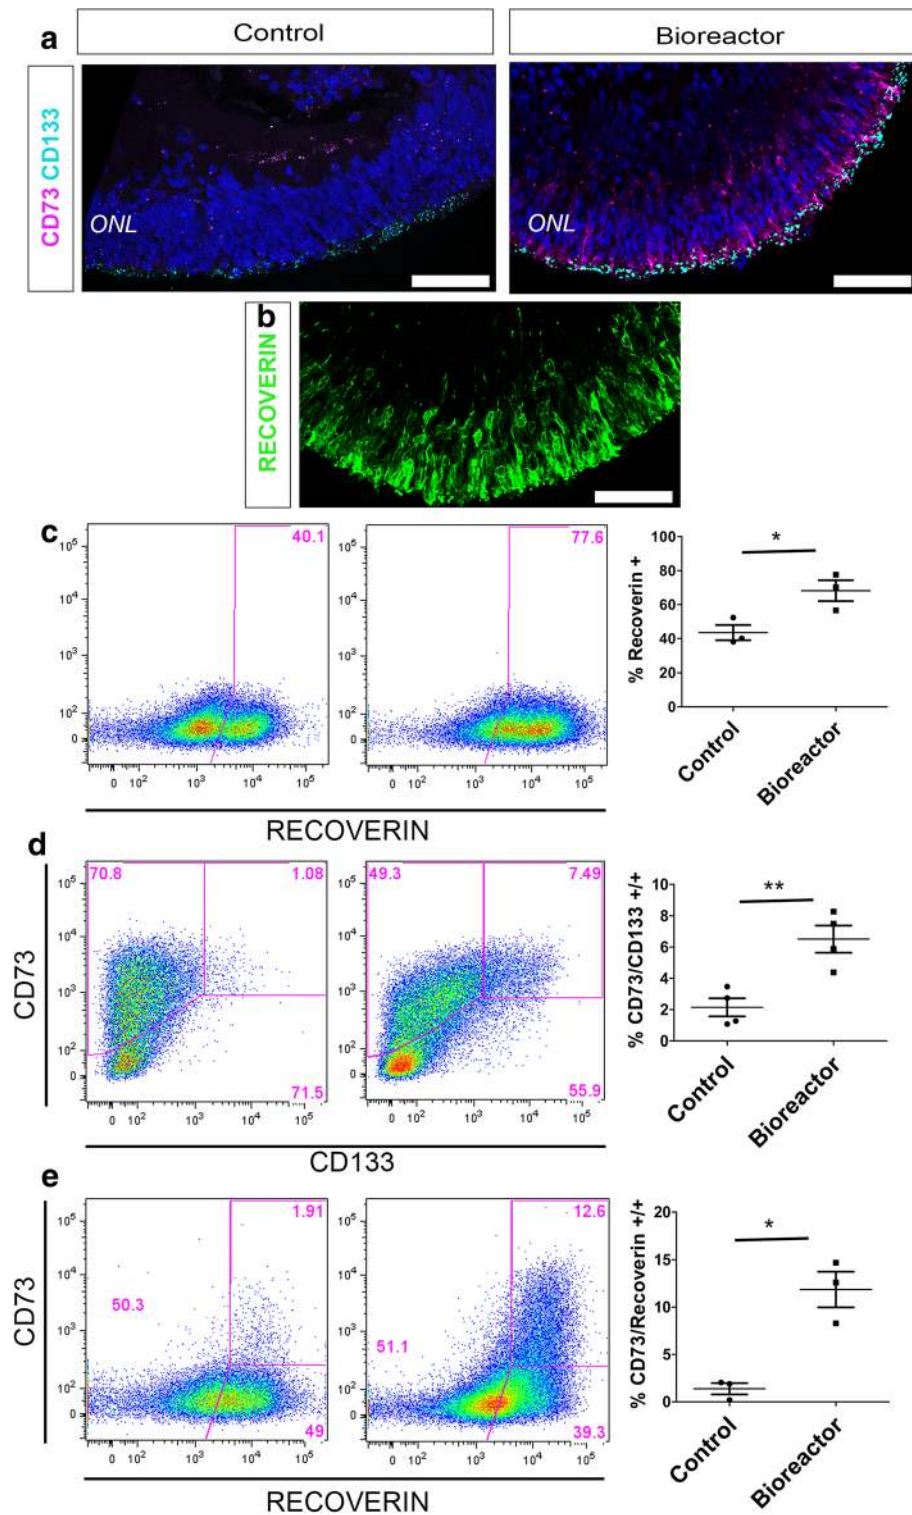 a
Control
Bioreactor
CD73 CD133
ONL
ONL
b
RECOVERIN
c
40.1
77.6
10⁵
10⁴
10³
10²
0
0 10² 10³ 10⁴ 10⁵
10⁵
10⁴
10³
10²
0
0 10² 10³ 10⁴ 10⁵
RECOVERIN
% Recoverin +
100
80
60
40
20
0
*
Control
Bioreactor
d
CD73
70.8
1.08
71.5
10⁵
10⁴
10³
10²
0
0 10² 10³ 10⁴ 10⁵
49.3
7.49
55.9
10⁵
10⁴
10³
10²
0
0 10² 10³ 10⁴ 10⁵
CD133
% CD73/CD133 +/+
10
8
6
4
2
0
**
Control
Bioreactor
e
CD73
1.91
50.3
49
10⁵
10⁴
10³
10²
0
0 10² 10³ 10⁴ 10⁵
12.6
51.1
39.3
10⁵
10⁴
10³
10²
0
0 10² 10³ 10⁴ 10⁵
RECOVERIN
% CD73/Recoverin +/+
20
15
10
5
0
*
Control
Bioreactor